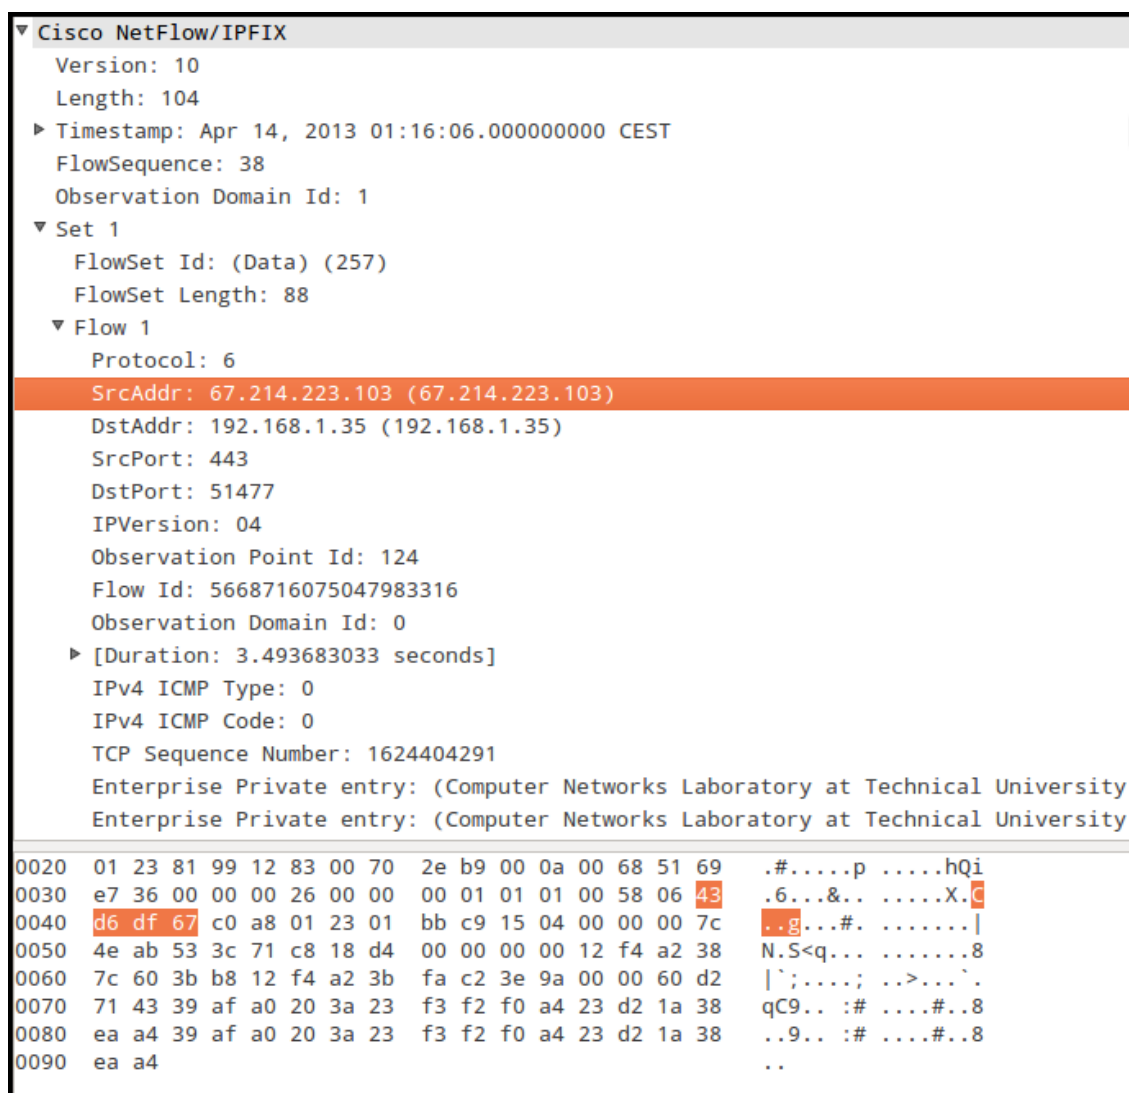 Cisco NetFlow/IPFIX
Version: 10
Length: 104
Timestamp: Apr 14, 2013 01:16:06.000000000 CEST
FlowSequence: 38
Observation Domain Id: 1
Set 1
FlowSet Id: (Data) (257)
FlowSet Length: 88
Flow 1
Protocol: 6
SrcAddr: 67.214.223.103 (67.214.223.103)
DstAddr: 192.168.1.35 (192.168.1.35)
SrcPort: 443
DstPort: 51477
IPVersion: 04
Observation Point Id: 124
Flow Id: 5668716075047983316
Observation Domain Id: 0
[Duration: 3.493683033 seconds]
IPv4 ICMP Type: 0
IPv4 ICMP Code: 0
TCP Sequence Number: 1624404291
Enterprise Private entry: (Computer Networks Laboratory at Technical University
Enterprise Private entry: (Computer Networks Laboratory at Technical University
0020 01 23 81 99 12 83 00 70 2e b9 00 0a 00 68 51 69 .#.....p .....hQi
0030 e7 36 00 00 00 26 00 00 00 01 01 01 00 58 06 43 .6...&.. .....X.C
0040 d6 df 67 c0 a8 01 23 01 bb c9 15 04 00 00 00 7c ..g...#. .......|
0050 4e ab 53 3c 71 c8 18 d4 00 00 00 00 12 f4 a2 38 N.S<q... .......8
0060 7c 60 3b b8 12 f4 a2 3b fa c2 3e 9a 00 00 60 d2 |`;....; ..>...`.
0070 71 43 39 af a0 20 3a 23 f3 f2 f0 a4 23 d2 1a 38 qC9.. :# ....#..8
0080 ea a4 39 af a0 20 3a 23 f3 f2 f0 a4 23 d2 1a 38 ..9.. :# ....#..8
0090 ea a4 ..